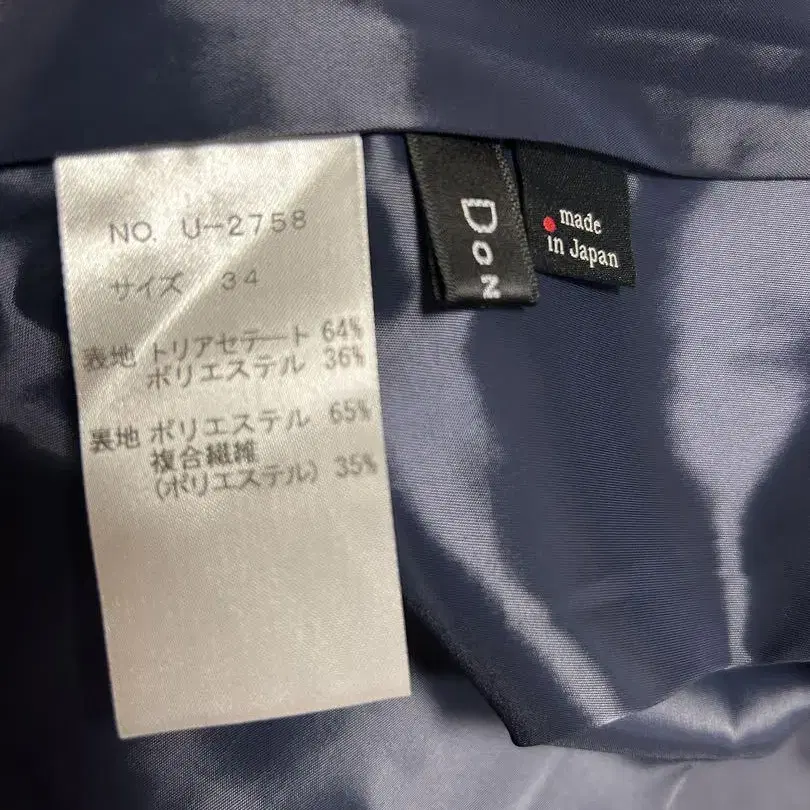 NO. U-2758
サイズ 34
表地 トリアセテート 64%
ポリエステル 36%
裏地 ポリエステル 65%
複合繊維
(ポリエステル) 35%
DON
made
in Japan